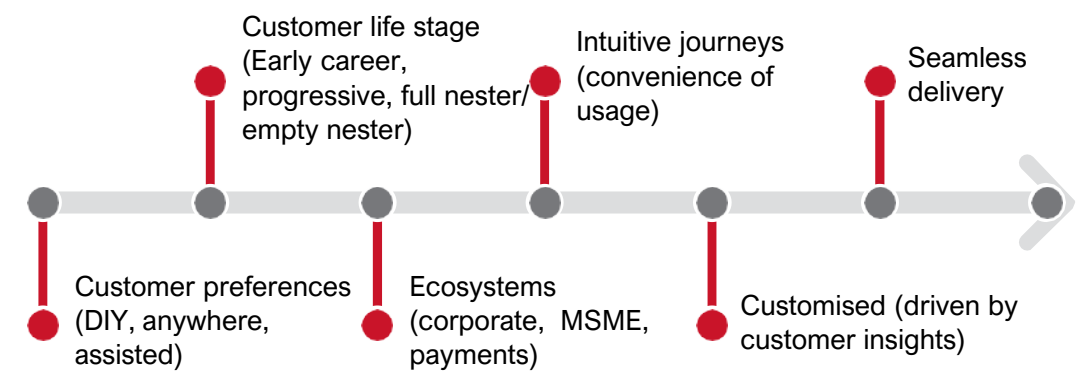 Customer life stage
(Early career,
progressive, full nester/
empty nester)
Intuitive journeys
(convenience of
usage)
Seamless
delivery
Customer preferences
(DIY, anywhere,
assisted)
Ecosystems
(corporate, MSME,
payments)
Customised (driven by
customer insights)